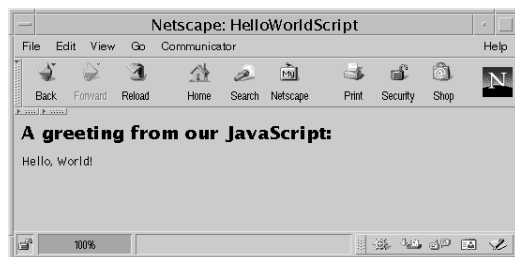 Netscape: HelloWorldScript
File Edit View Go Communicator Help
My N
Back Forward Reload Home Search Netscape Print Security Shop
A greeting from our JavaScript:
Hello, World!
100%